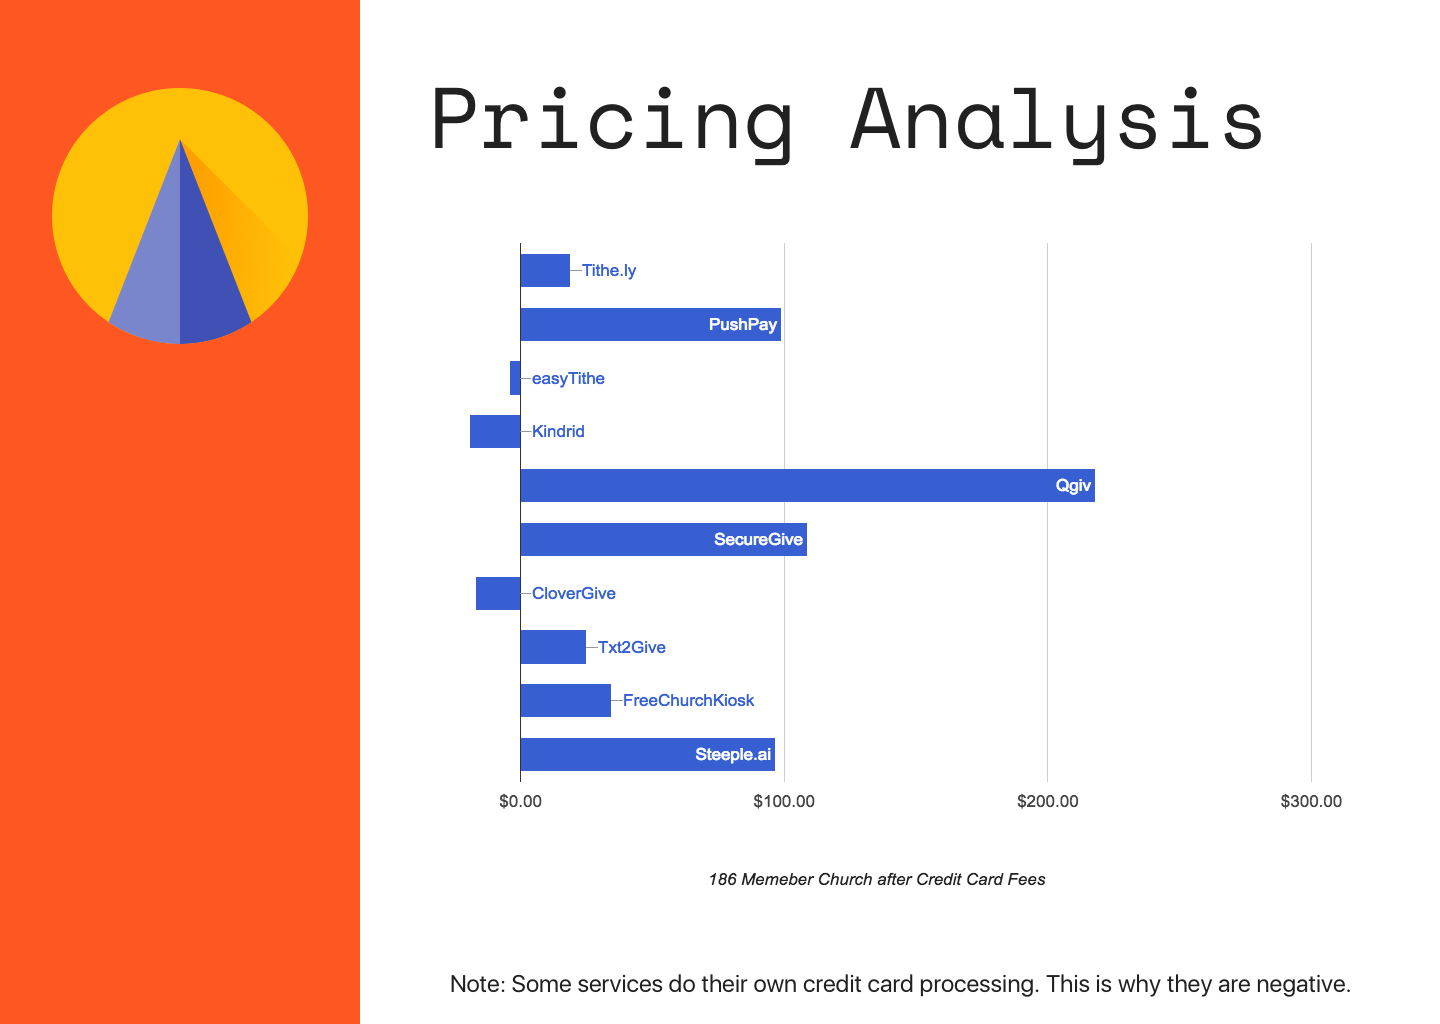 Pricing Analysis
Tithe.ly
PushPay
easyTithe
Kindrid
Qgiv
SecureGive
CloverGive
Txt2Give
FreeChurchKiosk
Steeple.ai
$0.00 $100.00 $200.00 $300.00
186 Memeber Church after Credit Card Fees
Note: Some services do their own credit card processing. This is why they are negative.